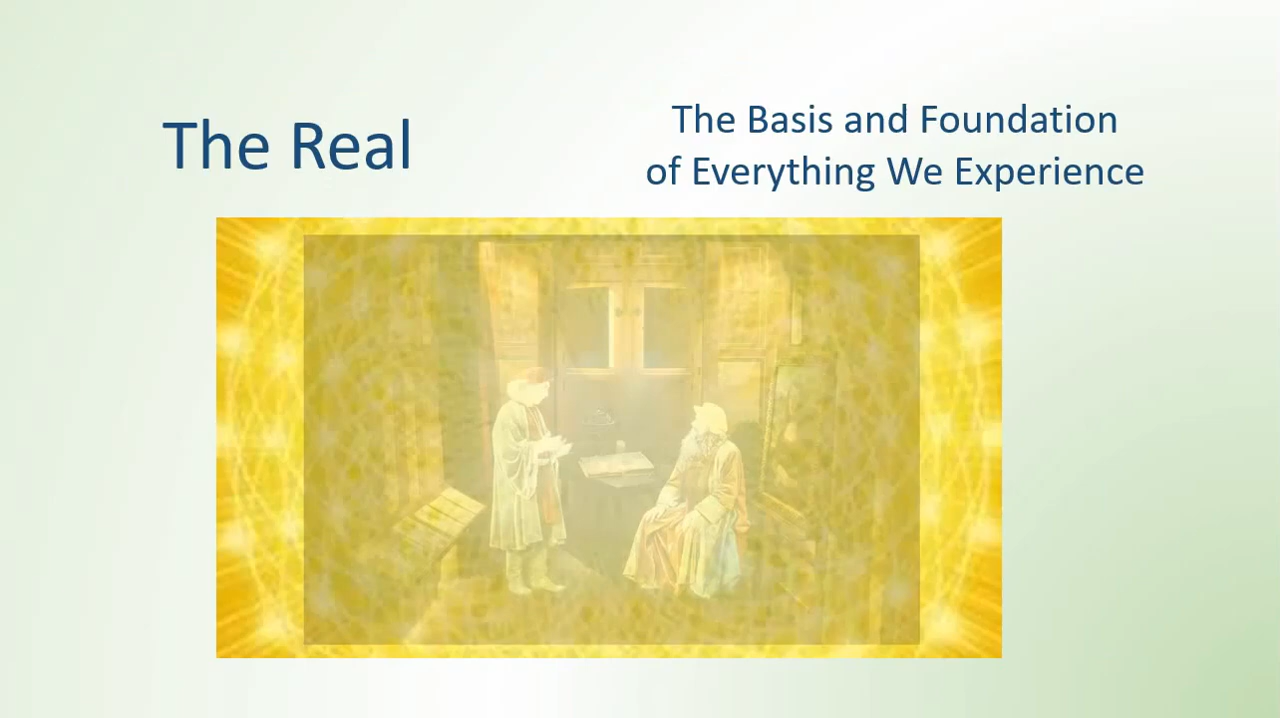 The Real
The Basis and Foundation
of Everything We Experience